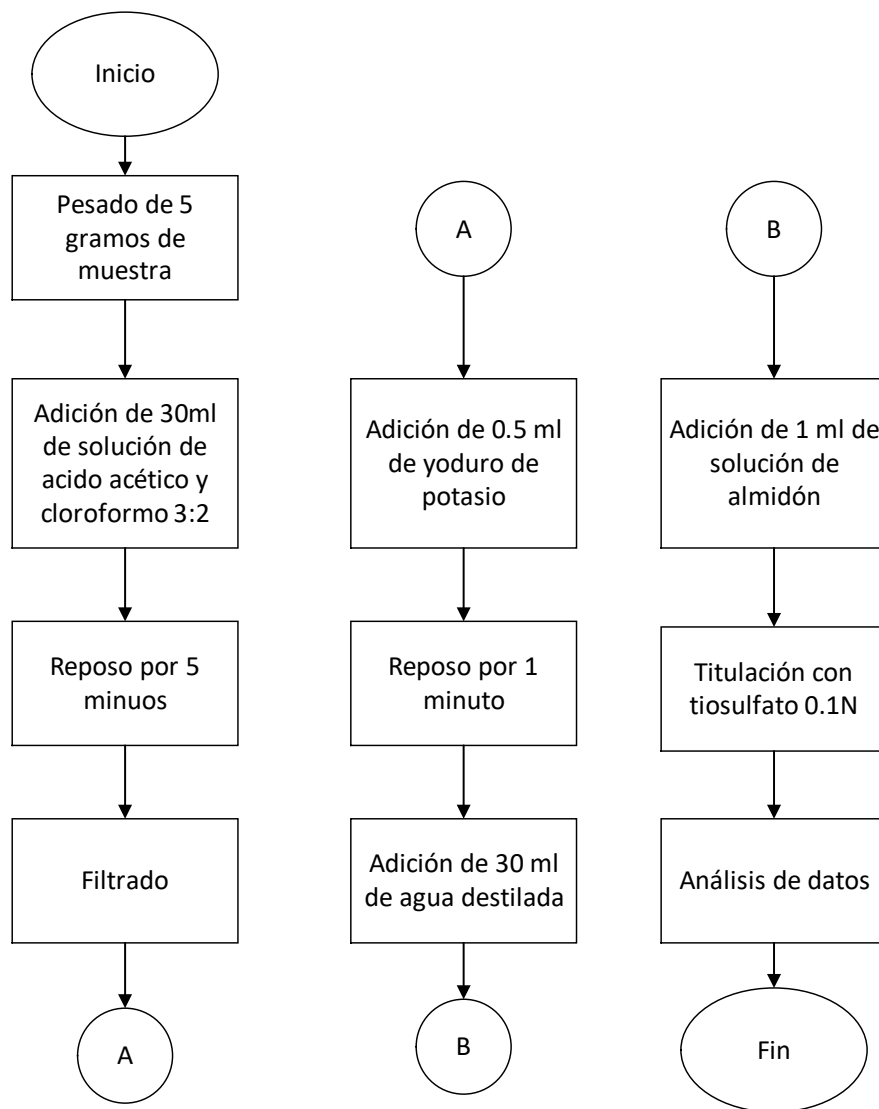 Inicio
Pesado de 5
gramos de
muestra
Adición de 30ml
de solución de
acido acético y
cloroformo 3:2
Reposo por 5
minuos
Filtrado
A
A
Adición de 0.5 ml
de yoduro de
potasio
Reposo por 1
minuto
Adición de 30 ml
de agua destilada
B
B
Adición de 1 ml de
solución de
almidón
Titulación con
tiosulfato 0.1N
Análisis de datos
Fin